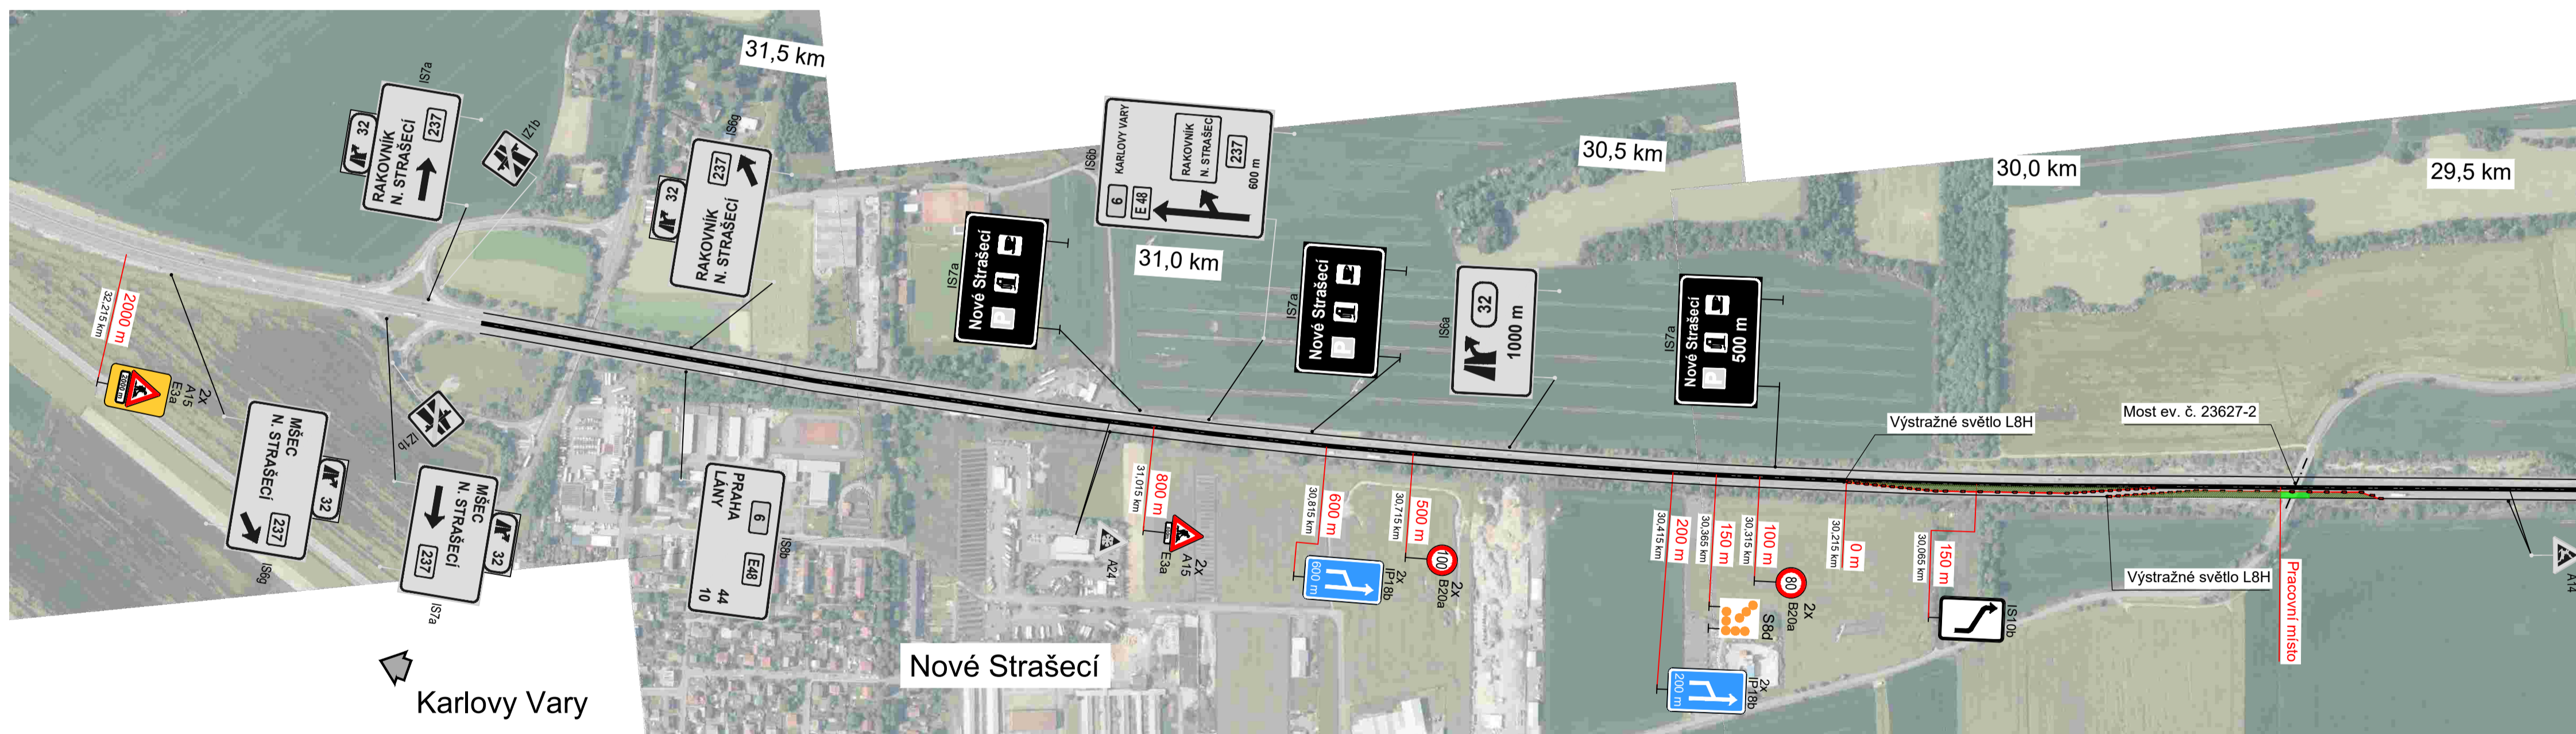 31,5 km
31,0 km
30,5 km
30,0 km
29,5 km
IS7a
32
RAKOVNÍK
N. STRAŠECÍ
237
IZ1b
IS6g
32
237
RAKOVNÍK
N. STRAŠECÍ
IS7a
Nové Strašecí
P
IS6b
KARLOVY VARY
6
E 48
RAKOVNÍK
N. STRAŠEC
237
600 m
IS7a
Nové Strašecí
P
IS6a
32
1000 m
IS7a
Nové Strašecí
P
500 m
Výstražné světlo L8H
Most ev. č. 23627-2
2000 m
32,215 km
2000 m
2x
A15
E3a
MŠEC
N. STRAŠECÍ
237
32
IS6g
IZ1b
MŠEC
N. STRAŠECÍ
237
32
IS7a
PRAHA
LÁNY
6
E48
44
10
IS8b
A24
800 m
31,015 km
2x
A15
E3a
600 m
30,815 km
600 m
2x
IP18b
500 m
30,715 km
100
2x
B20a
200 m
30,415 km
200 m
2x
IP18b
150 m
30,365 km
S8d
100 m
30,315 km
80
2x
B20a
0 m
30,215 km
150 m
30,065 km
IS10b
Výstražné světlo L8H
Pracovní místo
A14
Nové Strašecí
Karlovy Vary